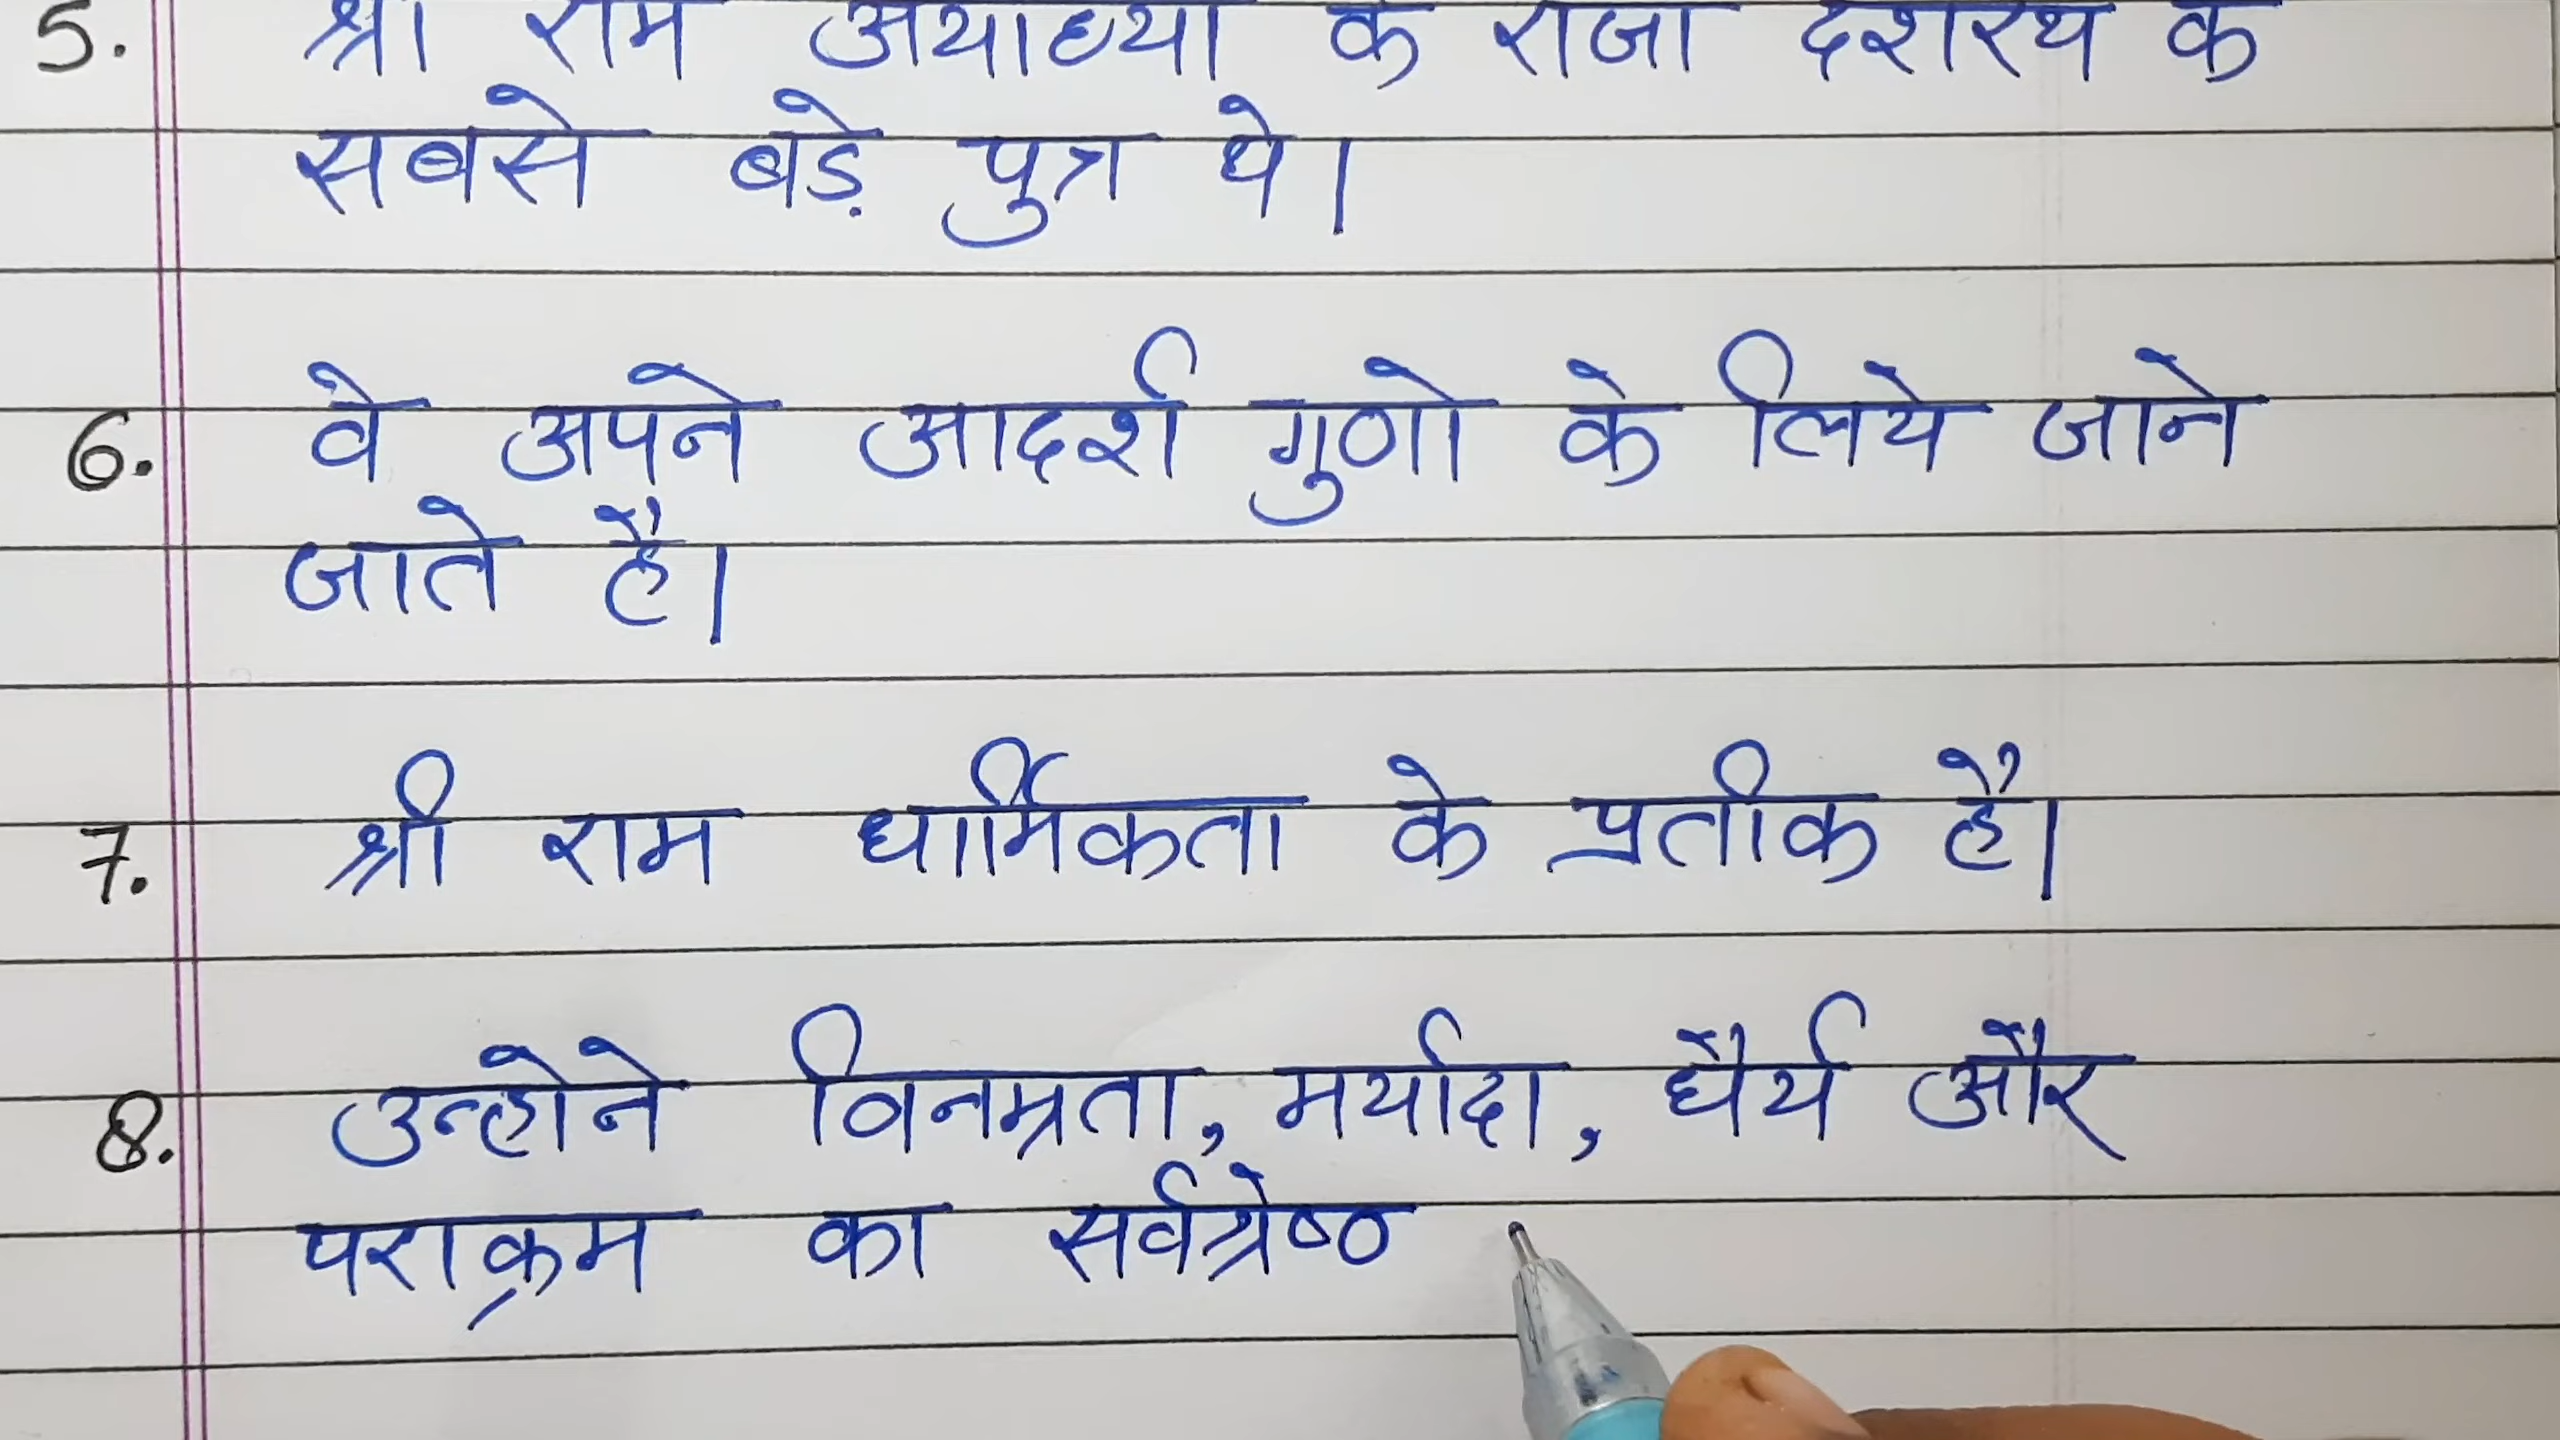 5. श्री राम अयोध्या के राजा दशरथ के
सबसे बड़े पुत्र थे।
6. वे अपने आदर्श गुणो के लिये जाने
जाते है।
7. श्री राम धार्मिकता के प्रतीक है।
8. उन्होने विनम्रता, मर्यादा, धैर्य और
पराक्रम का सर्वश्रेष्ठ